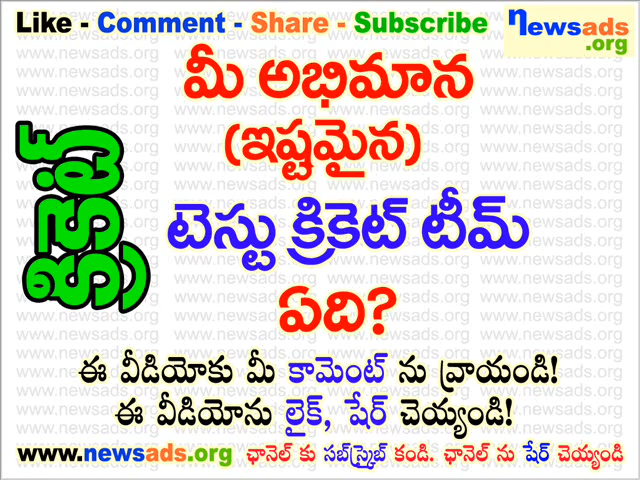 Like - Comment - Share - Subscribe
newsads
.org
మీ అభిమాన
(ఇష్టమైన)
క్రికెట్
టెస్టు క్రికెట్ టీమ్
ఏది?
ఈ వీడియోకు మీ కామెంట్ ను వ్రాయండి!
ఈ వీడియోను లైక్, షేర్ చెయ్యండి!
www.newsads.org ఛానెల్ కు సబ్‌స్క్రైబ్ కండి. ఛానెల్ ను షేర్ చెయ్యండి